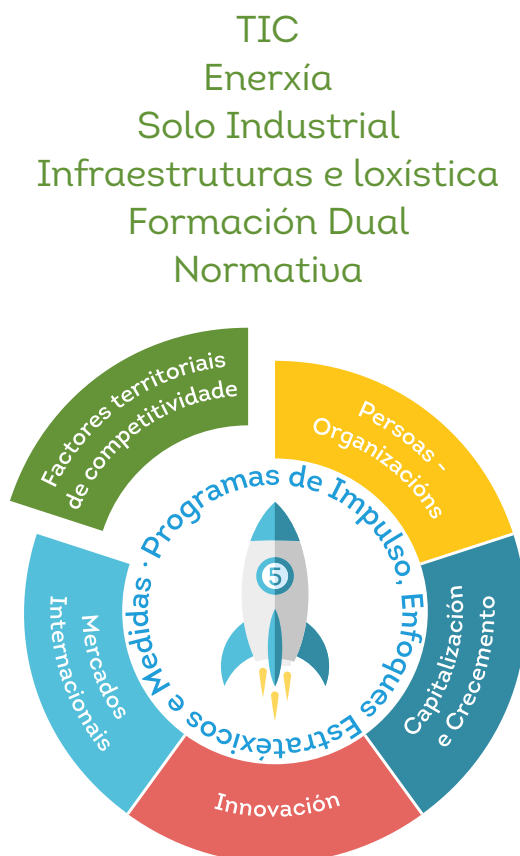 TIC
Enerxía
Solo Industrial
Infraestruturas e loxística
Formación Dual
Normativa
Factores territoriais
de competitividade
Persoas -
Organizacións
Programas de Impulso, Enfoques Estratéxicos e Medidas ·
5
Mercados
Internacionais
Capitalización
e Crecemento
Innovación